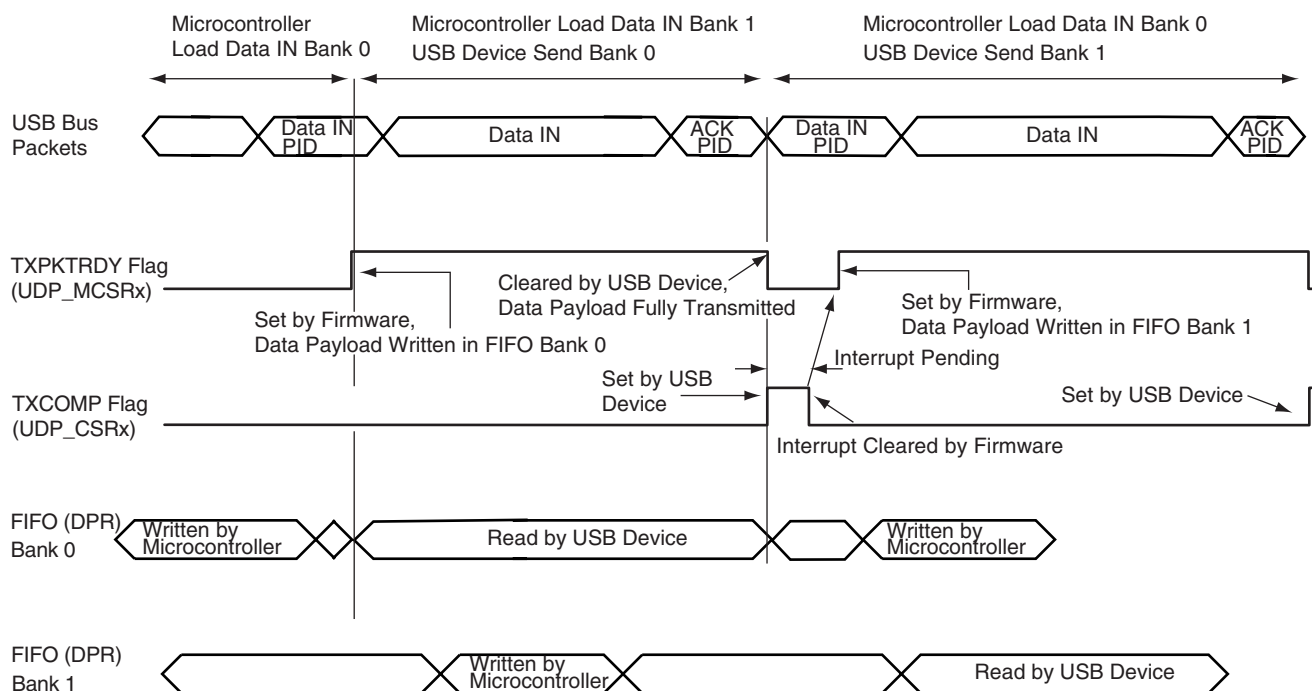 Microcontroller
Load Data IN Bank 0
Microcontroller Load Data IN Bank 1
USB Device Send Bank 0
Microcontroller Load Data IN Bank 0
USB Device Send Bank 1
USB Bus
Packets
Data IN
PID
Data IN
ACK
PID
Data IN
PID
Data IN
ACK
PID
TXPKTRDY Flag
(UDP_MCSRx)
Set by Firmware,
Data Payload Written in FIFO Bank 0
Cleared by USB Device,
Data Payload Fully Transmitted
Set by Firmware,
Data Payload Written in FIFO Bank 1
Interrupt Pending
Set by USB
Device
TXCOMP Flag
(UDP_CSRx)
Set by USB Device
Interrupt Cleared by Firmware
FIFO (DPR)
Bank 0
Written by
Microcontroller
Read by USB Device
Written by
Microcontroller
FIFO (DPR)
Bank 1
Written by
Microcontroller
Read by USB Device